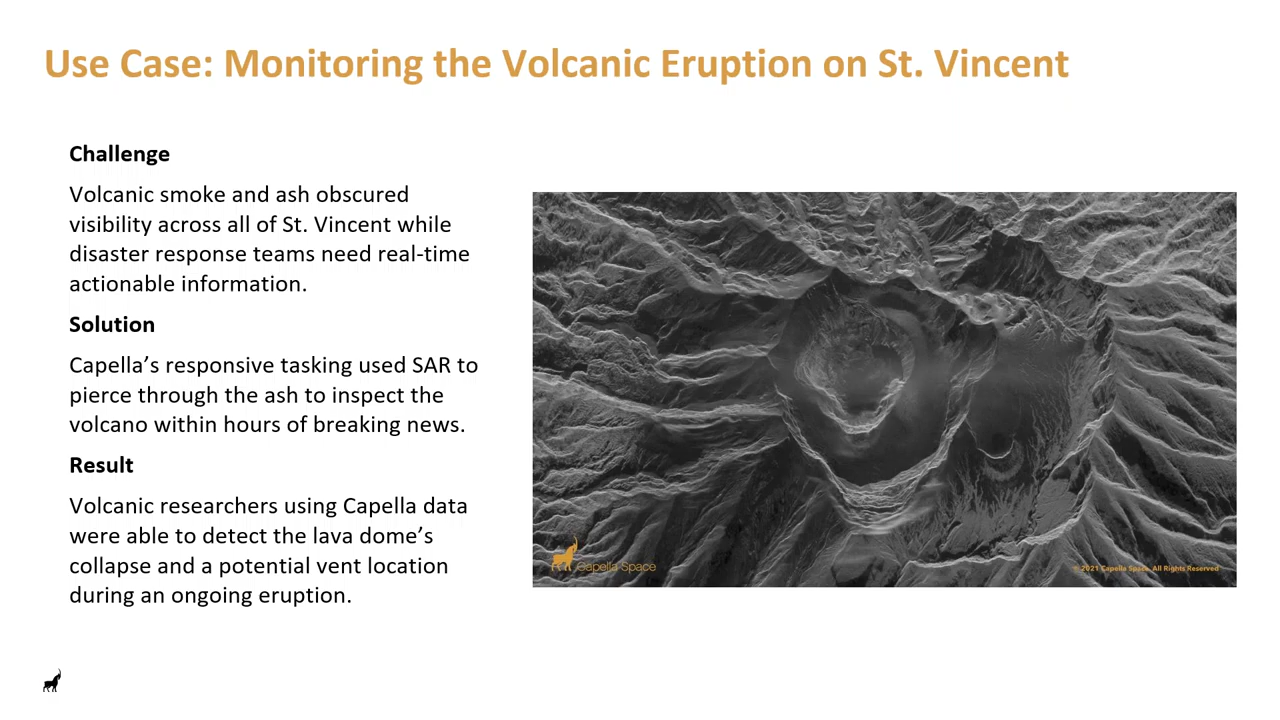 Use Case: Monitoring the Volcanic Eruption on St. Vincent
Challenge
Volcanic smoke and ash obscured
visibility across all of St. Vincent while
disaster response teams need real-time
actionable information.
Solution
Capella’s responsive tasking used SAR to
pierce through the ash to inspect the
volcano within hours of breaking news.
Result
Volcanic researchers using Capella data
were able to detect the lava dome’s
collapse and a potential vent location
during an ongoing eruption.
Capella Space
© 2021 Capella Space. All Rights Reserved